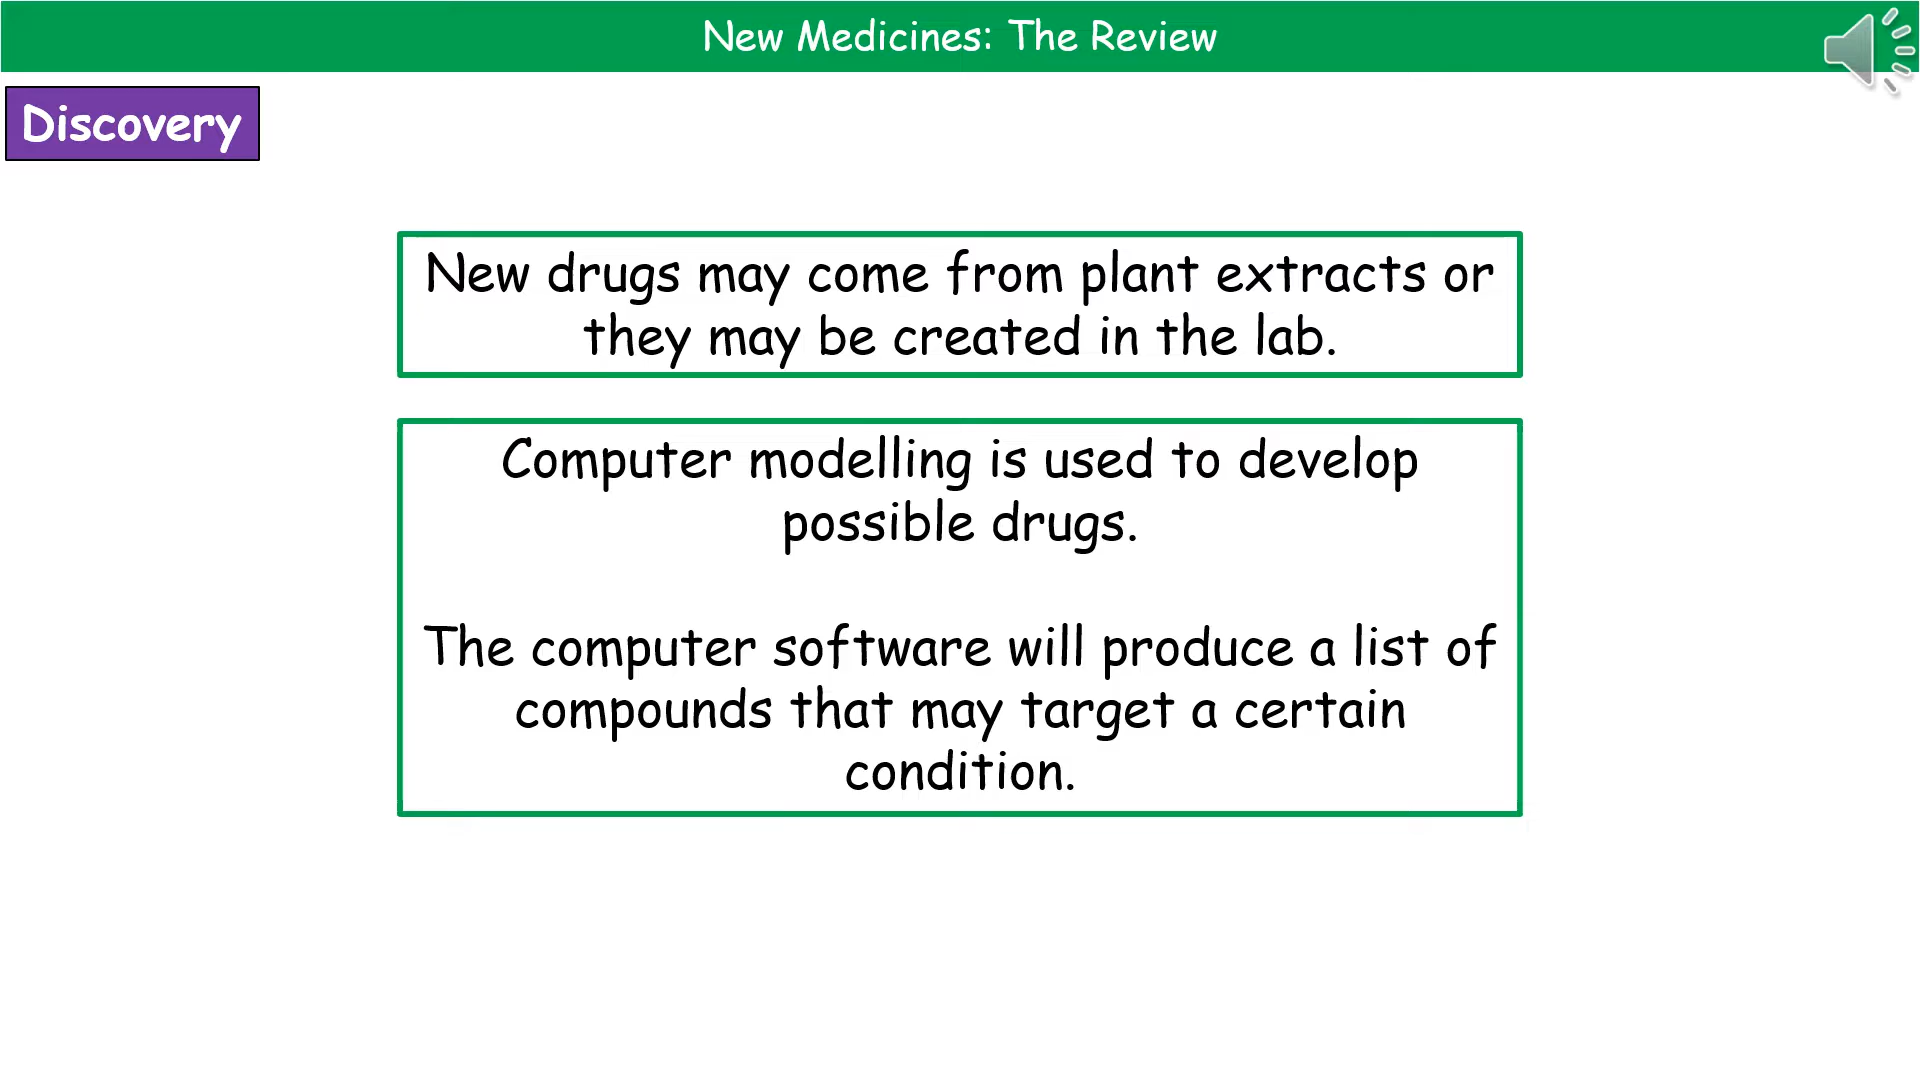 New Medicines: The Review
Discovery
New drugs may come from plant extracts or
they may be created in the lab.
Computer modelling is used to develop
possible drugs.
The computer software will produce a list of
compounds that may target a certain
condition.